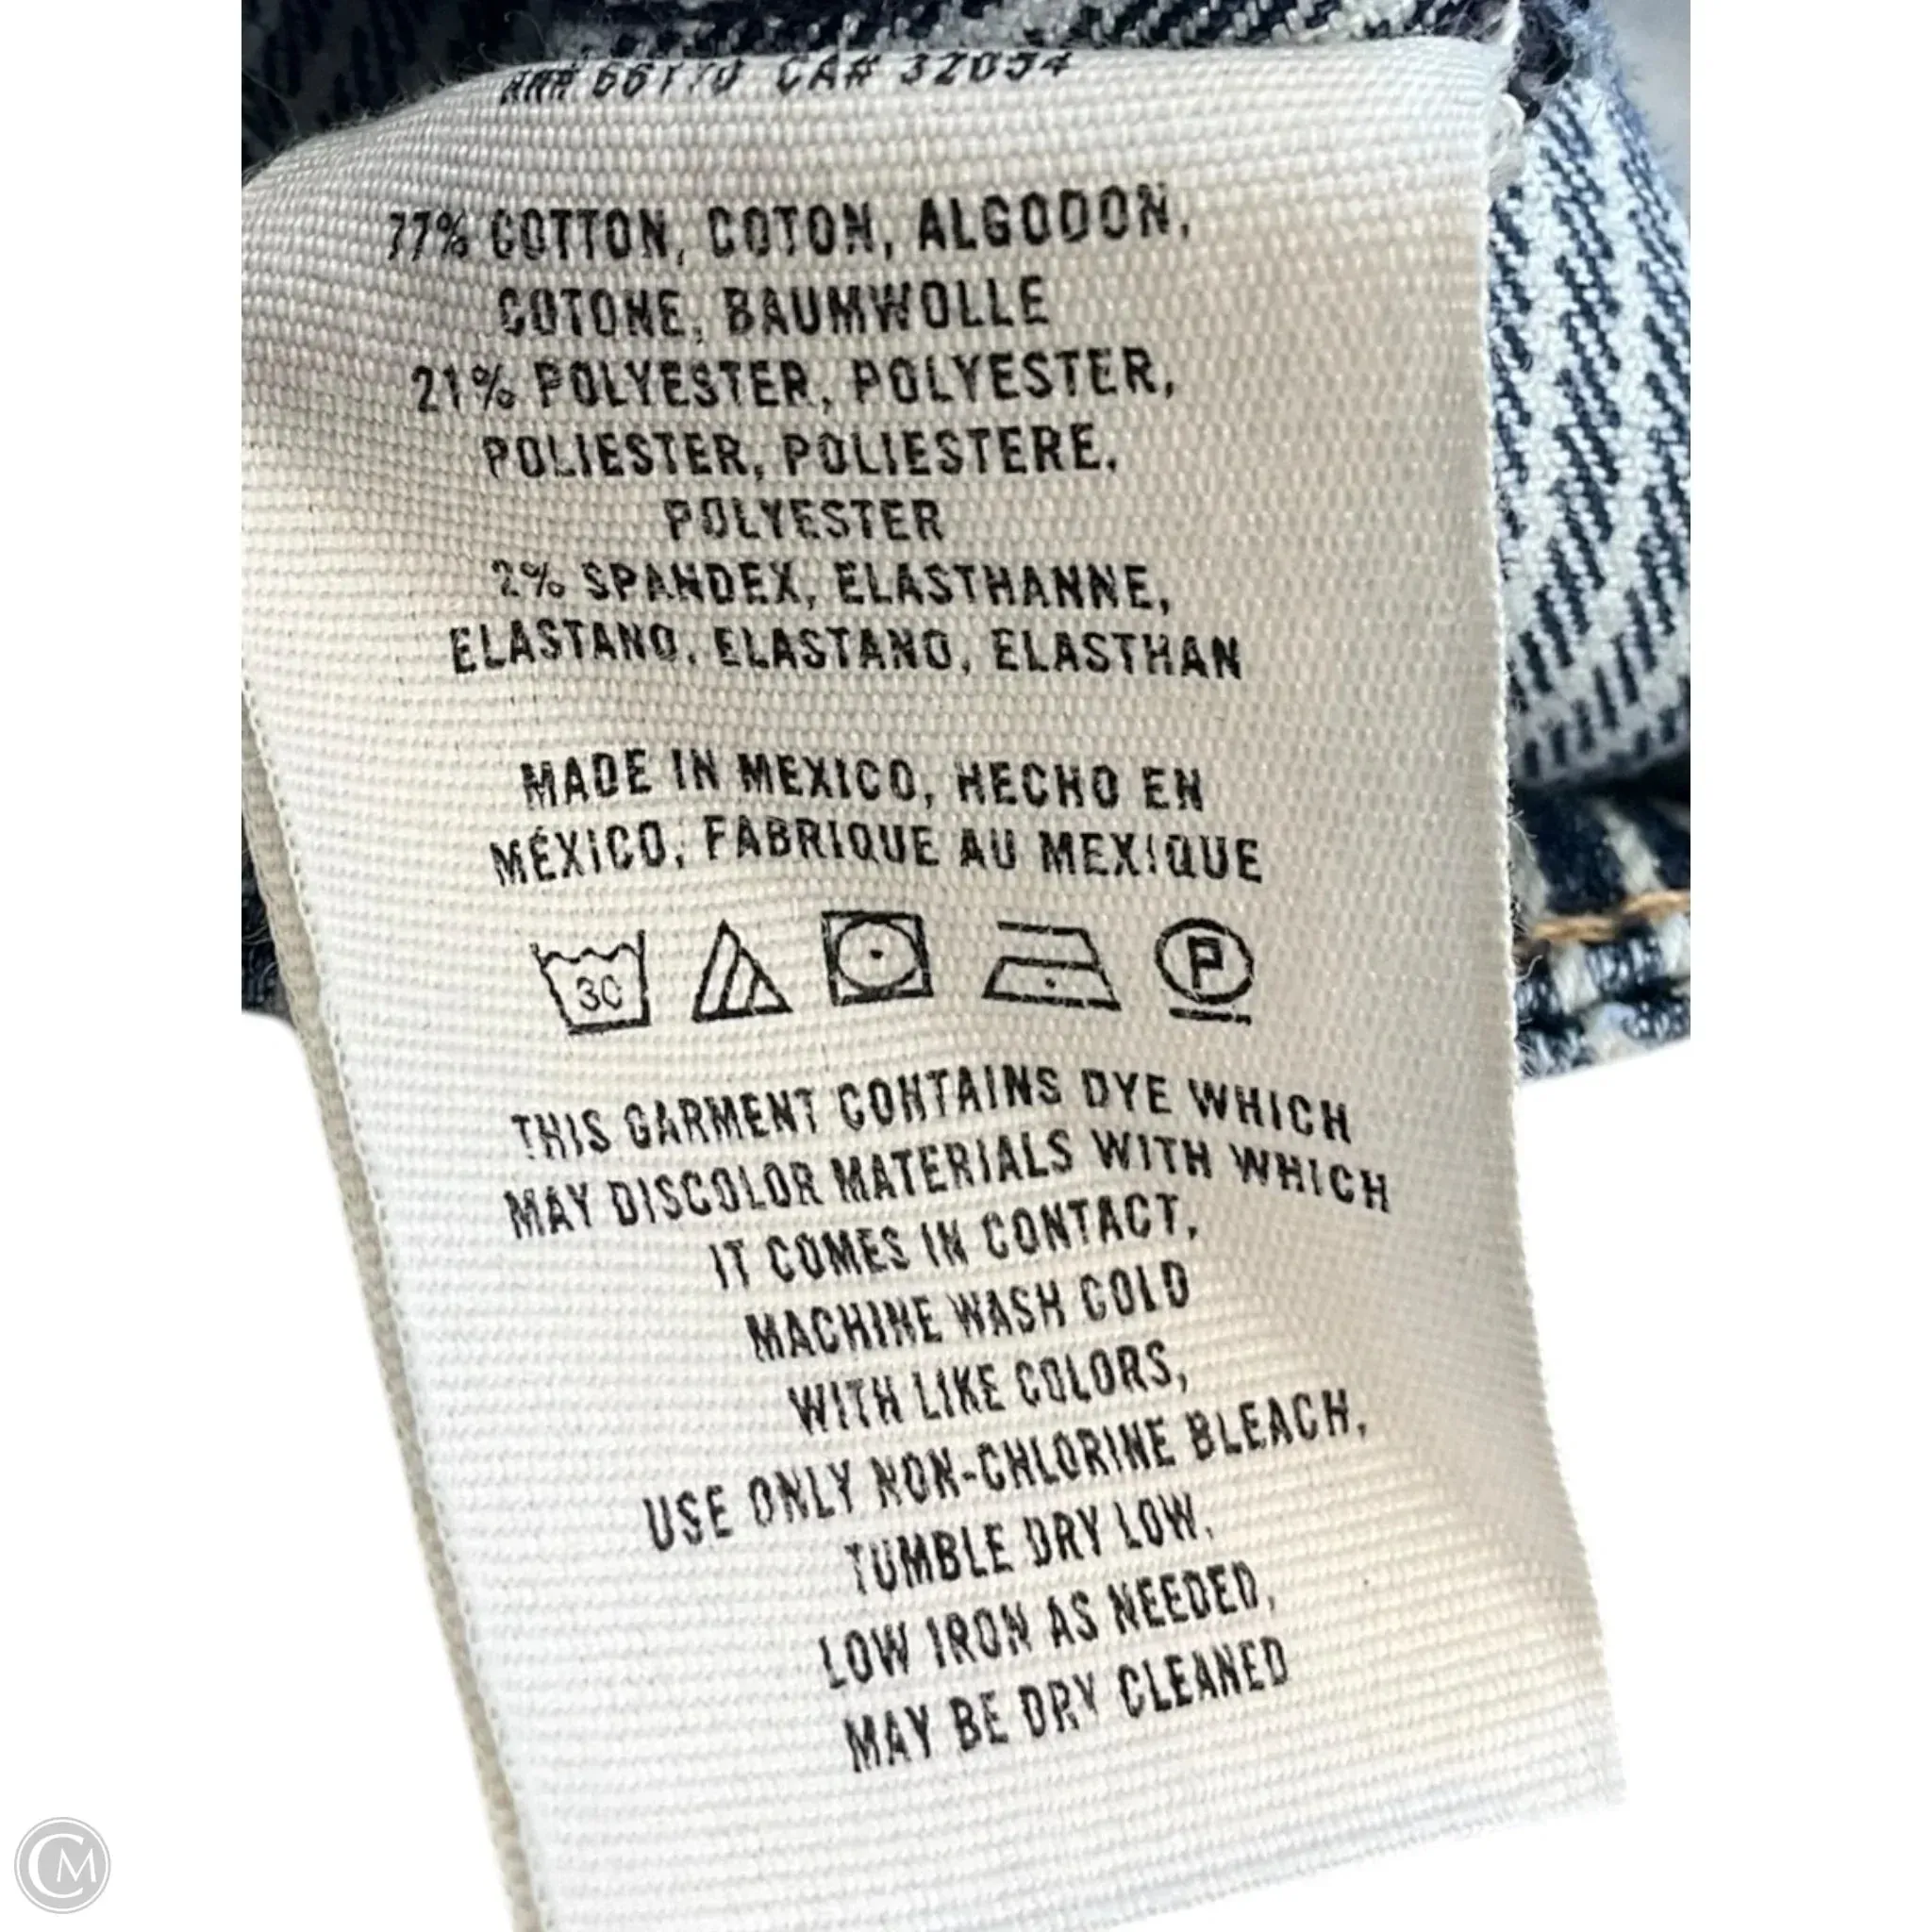 CA# 32054
77% COTTON, COTON, ALGODON,
COTONE, BAUMWOLLE
21% POLYESTER, POLYESTER,
POLIESTER, POLIESTERE,
POLYESTER
2% SPANDEX, ELASTHANNE,
ELASTANO, ELASTANO, ELASTHAN
MADE IN MEXICO, HECHO EN
MÉXICO, FABRIQUE AU MEXIQUE
30 P
THIS GARMENT CONTAINS DYE WHICH
MAY DISCOLOR MATERIALS WITH WHICH
IT COMES IN CONTACT,
MACHINE WASH COLD
WITH LIKE COLORS,
USE ONLY NON-CHLORINE BLEACH,
TUMBLE DRY LOW,
LOW IRON AS NEEDED,
MAY BE DRY CLEANED
CM